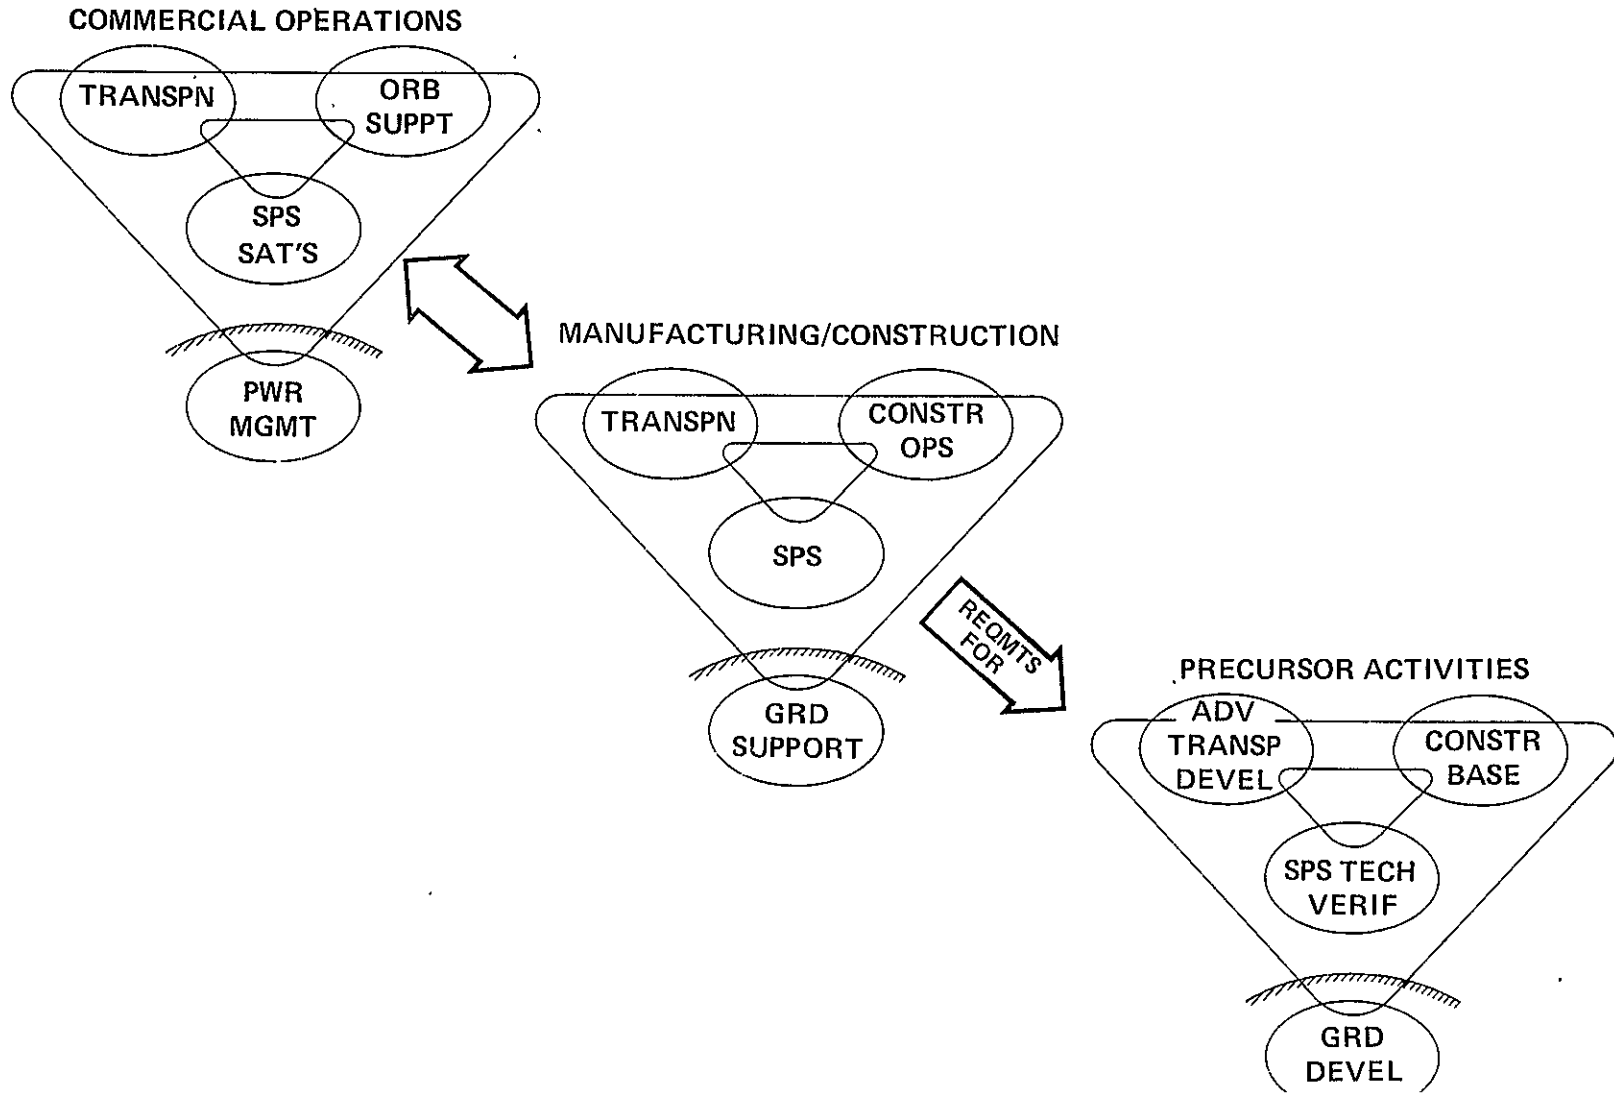 COMMERCIAL OPERATIONS
TRANSPN
ORB
SUPPT
SPS
SAT'S
PWR
MGMT
MANUFACTURING/CONSTRUCTION
TRANSPN
CONSTR
OPS
SPS
GRD
SUPPORT
REQMTS
FOR
PRECURSOR ACTIVITIES
ADV
TRANSP
DEVEL
CONSTR
BASE
SPS TECH
VERIF
GRD
DEVEL